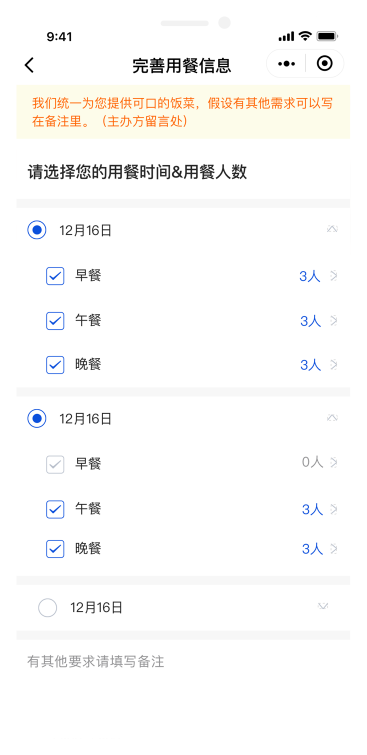 9:41
完善用餐信息
我们统一为您提供可口的饭菜，假设有其他需求可以写
在备注里。（主办方留言处）
请选择您的用餐时间&用餐人数
12月16日
早餐 3人
午餐 3人
晚餐 3人
12月16日
早餐 0人
午餐 3人
晚餐 3人
12月16日
有其他要求请填写备注